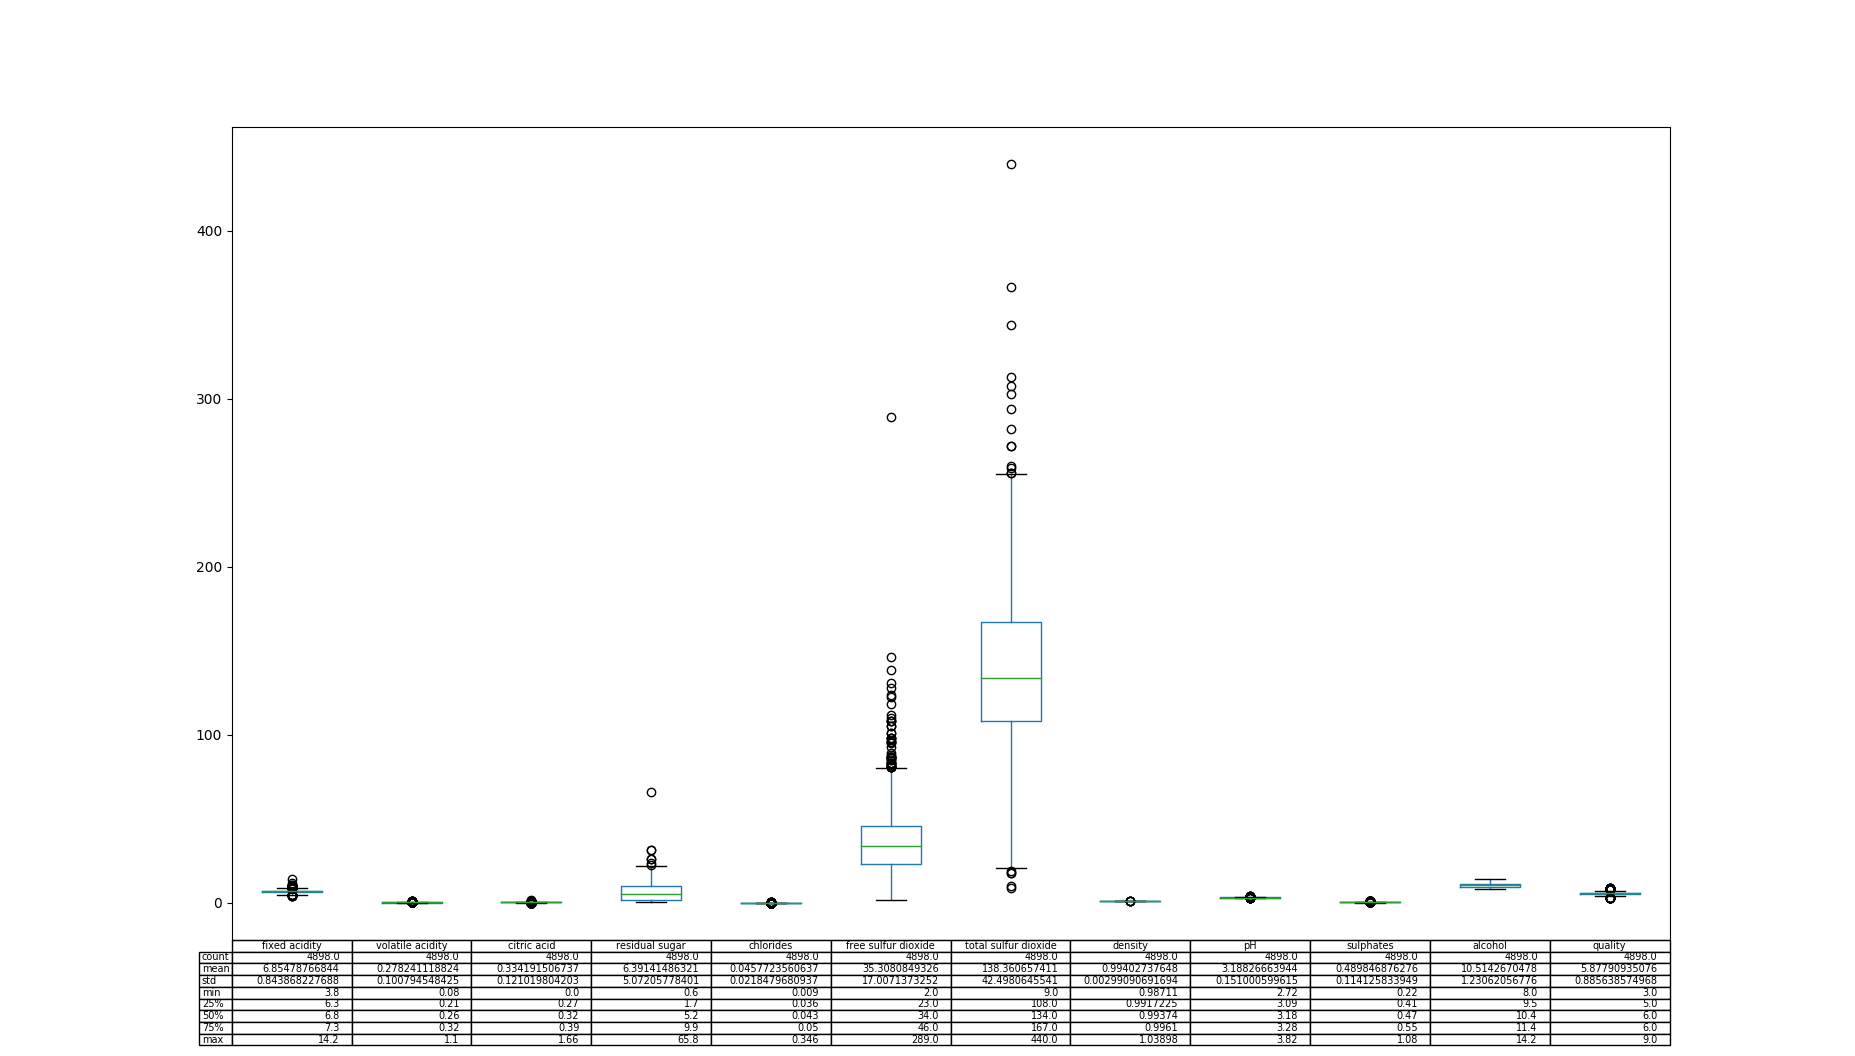 400
300
200
100
0
fixed acidity volatile acidity citric acid residual sugar chlorides free sulfur dioxide total sulfur dioxide density pH sulphates alcohol quality
count 4898.0 4898.0 4898.0 4898.0 4898.0 4898.0 4898.0 4898.0 4898.0 4898.0 4898.0 4898.0
mean 6.85478766844 0.278241118824 0.334191506737 6.39141486321 0.0457723560637 35.3080849326 138.360657411 0.99402737648 3.18826663944 0.489846876276 10.5142670478 5.87790935076
std 0.843868227688 0.100794548425 0.121019804203 5.07205778401 0.0218479680937 17.0071373252 42.4980645541 0.00299090691694 0.151000599615 0.114125833949 1.23062056776 0.885638574968
min 3.8 0.08 0.0 0.6 0.009 2.0 9.0 0.98711 2.72 0.22 8.0 3.0
25% 6.3 0.21 0.27 1.7 0.036 23.0 108.0 0.9917225 3.09 0.41 9.5 5.0
50% 6.8 0.26 0.32 5.2 0.043 34.0 134.0 0.99374 3.18 0.47 10.4 6.0
75% 7.3 0.32 0.39 9.9 0.05 46.0 167.0 0.9961 3.28 0.55 11.4 6.0
max 14.2 1.1 1.66 65.8 0.346 289.0 440.0 1.03898 3.82 1.08 14.2 9.0